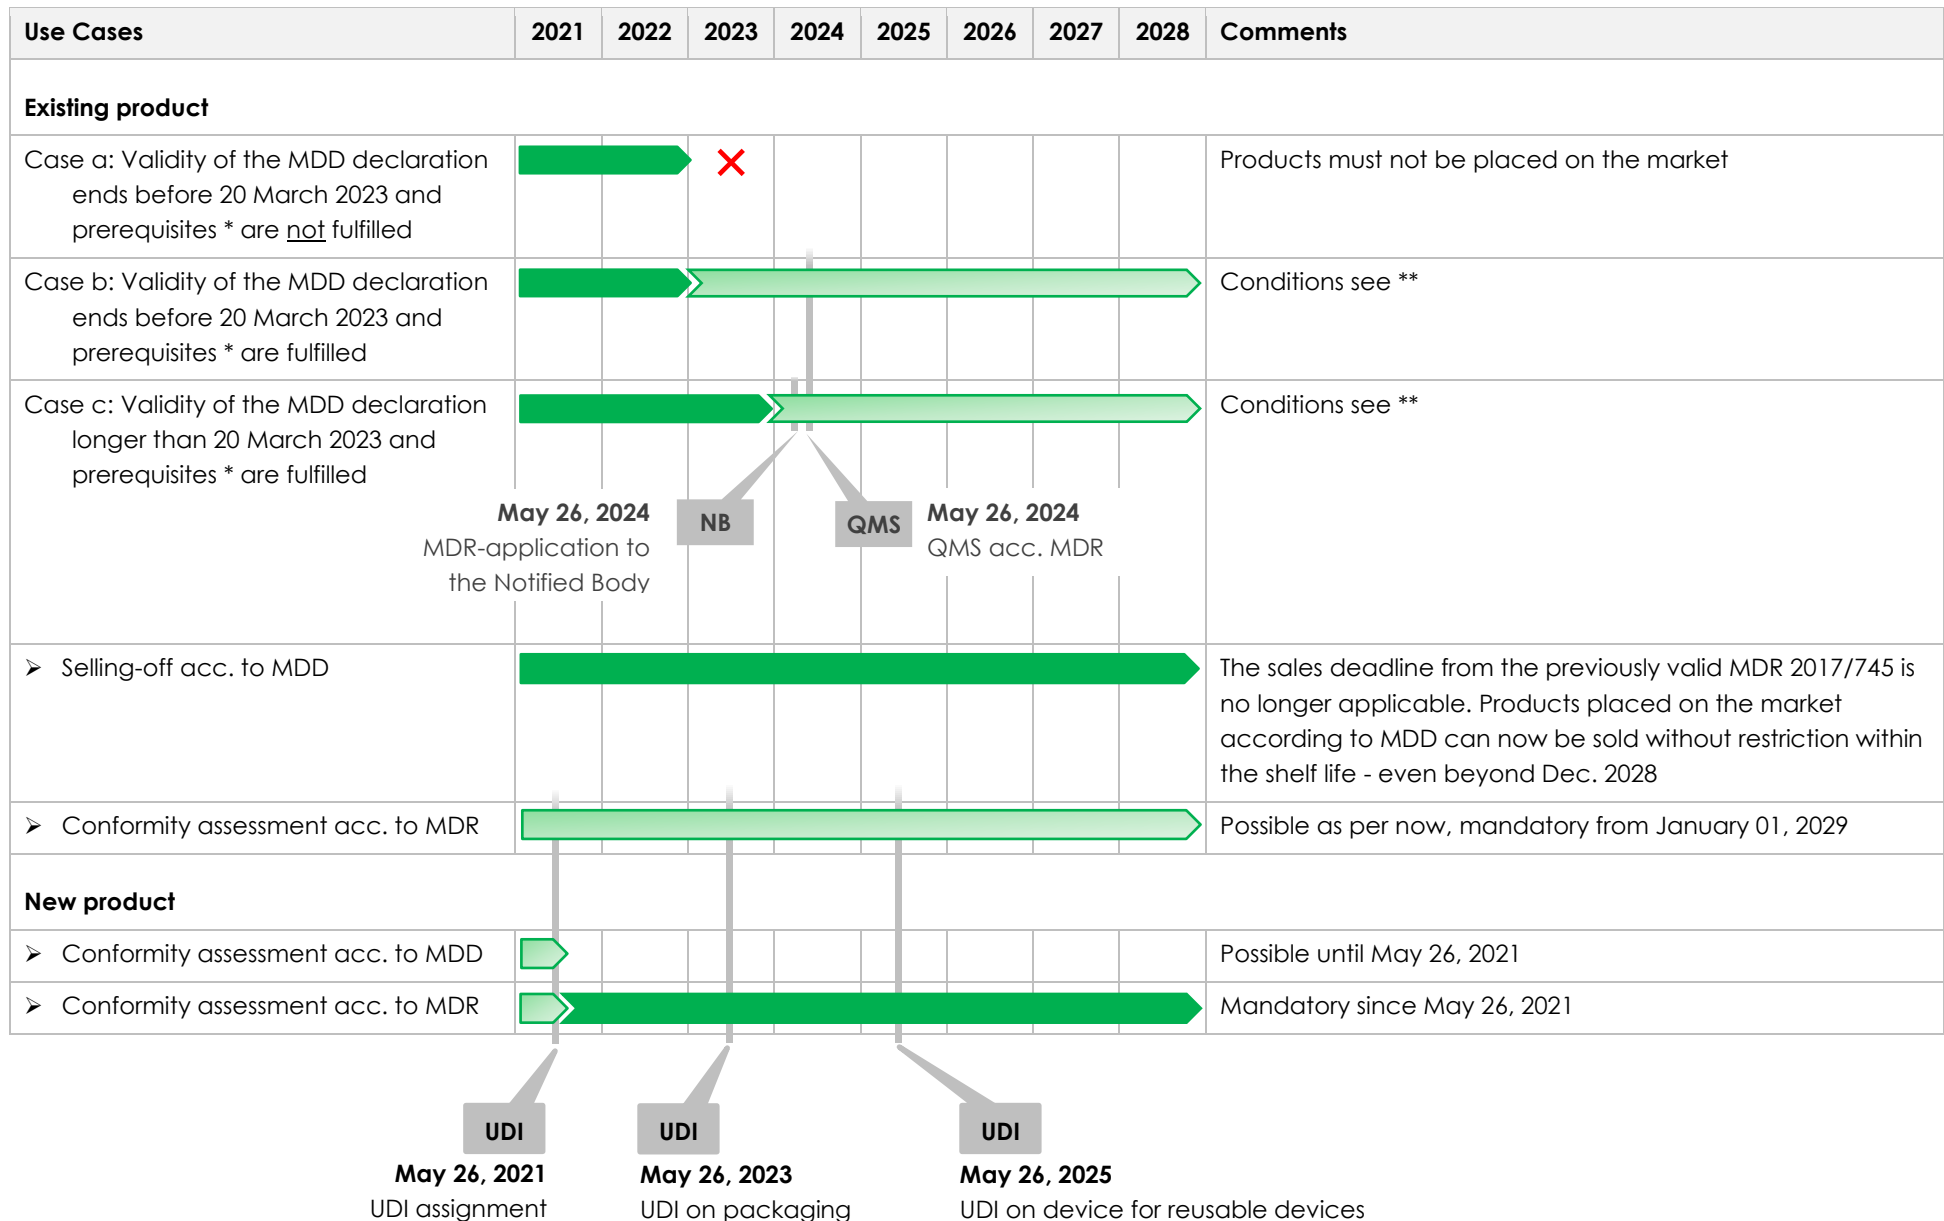 Use Cases 2021 2022 2023 2024 2025 2026 2027 2028 Comments
Existing product
Case a: Validity of the MDD declaration
ends before 20 March 2023 and
prerequisites * are not fulfilled
Products must not be placed on the market
Case b: Validity of the MDD declaration
ends before 20 March 2023 and
prerequisites * are fulfilled
Conditions see **
Case c: Validity of the MDD declaration
longer than 20 March 2023 and
prerequisites * are fulfilled
Conditions see **
May 26, 2024
MDR-application to
the Notified Body
NB
QMS
May 26, 2024
QMS acc. MDR
➢ Selling-off acc. to MDD
The sales deadline from the previously valid MDR 2017/745 is
no longer applicable. Products placed on the market
according to MDD can now be sold without restriction within
the shelf life - even beyond Dec. 2028
➢ Conformity assessment acc. to MDR
Possible as per now, mandatory from January 01, 2029
New product
➢ Conformity assessment acc. to MDD
Possible until May 26, 2021
➢ Conformity assessment acc. to MDR
Mandatory since May 26, 2021
UDI
May 26, 2021
UDI assignment
UDI
May 26, 2023
UDI on packaging
UDI
May 26, 2025
UDI on device for reusable devices